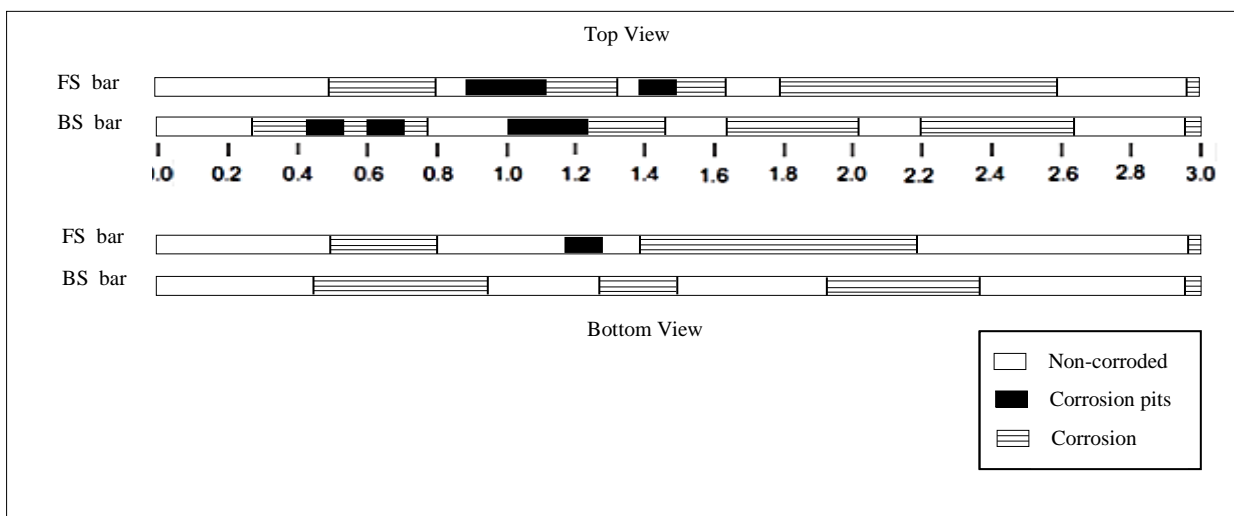 Top View
FS bar
BS bar
0.0 0.2 0.4 0.6 0.8 1.0 1.2 1.4 1.6 1.8 2.0 2.2 2.4 2.6 2.8 3.0
FS bar
BS bar
Bottom View
Non-corroded
Corrosion pits
Corrosion